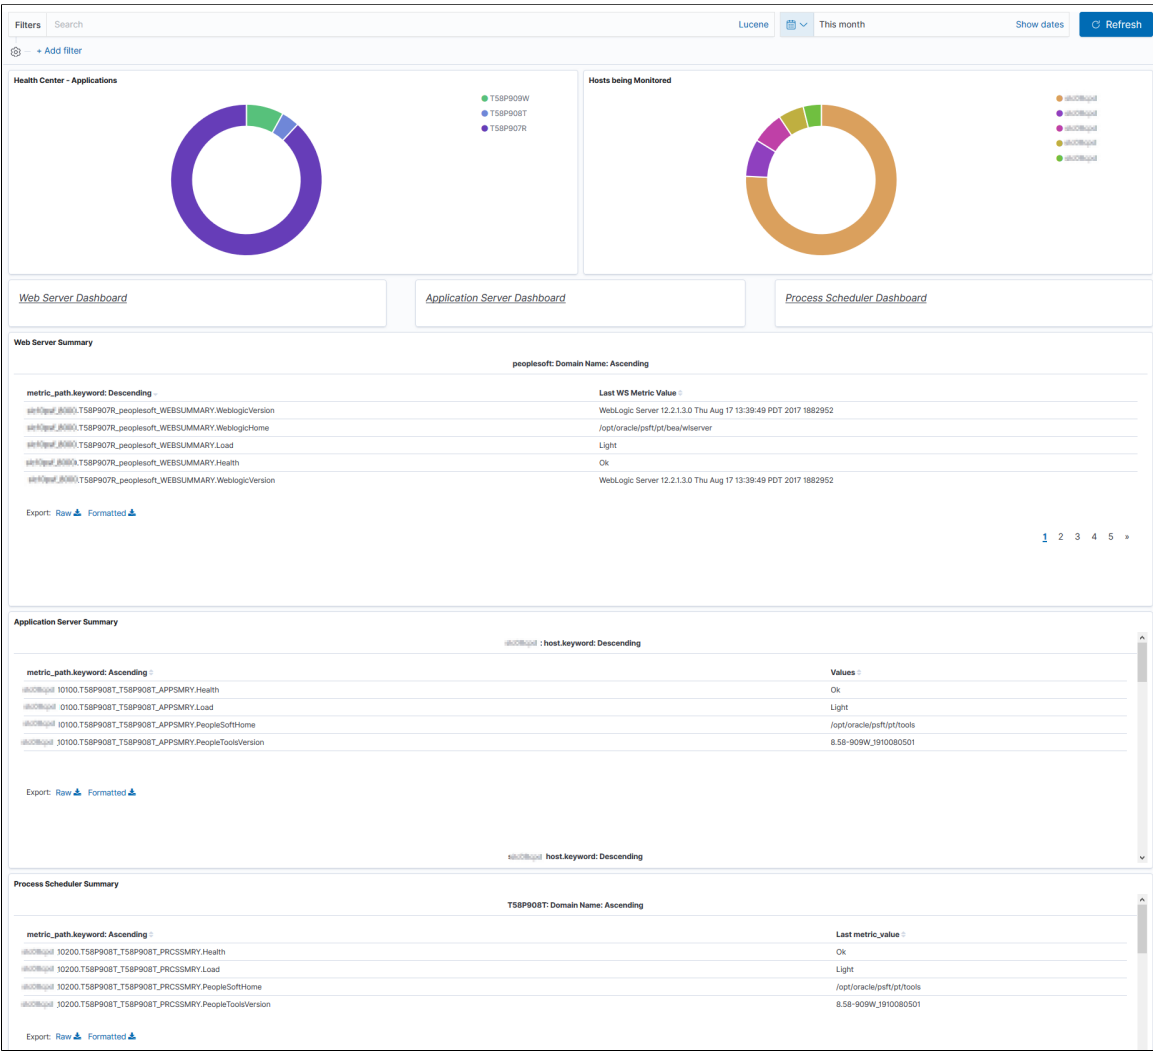 Filters Search Lucene This month Show dates Refresh
+ Add filter
Health Center - Applications
T58P909W
T58P908T
T58P907R
Hosts being Monitored
Web Server Dashboard
Application Server Dashboard
Process Scheduler Dashboard
Web Server Summary
peoplesoft: Domain Name: Ascending
metric_path.keyword: Descending Last WS Metric Value
.T58P907R_peoplesoft_WEBSUMMARY.WeblogicVersion WebLogic Server 12.2.1.3.0 Thu Aug 17 13:39:49 PDT 2017 1882952
.T58P907R_peoplesoft_WEBSUMMARY.WeblogicHome /opt/oracle/psft/pt/bea/wlserver
.T58P907R_peoplesoft_WEBSUMMARY.Load Light
.T58P907R_peoplesoft_WEBSUMMARY.Health Ok
.T58P907R_peoplesoft_WEBSUMMARY.WeblogicVersion WebLogic Server 12.2.1.3.0 Thu Aug 17 13:39:49 PDT 2017 1882952
Export: Raw Formatted
1 2 3 4 5 »
Application Server Summary
: host.keyword: Descending
metric_path.keyword: Ascending Values
10100.T58P908T_T58P908T_APPSMRY.Health Ok
0100.T58P908T_T58P908T_APPSMRY.Load Light
10100.T58P908T_T58P908T_APPSMRY.PeopleSoftHome /opt/oracle/psft/pt/tools
10100.T58P908T_T58P908T_APPSMRY.PeopleToolsVersion 8.58-909W_1910080501
Export: Raw Formatted
host.keyword: Descending
Process Scheduler Summary
T58P908T: Domain Name: Ascending
metric_path.keyword: Ascending Last metric_value
10200.T58P908T_T58P908T_PRCSSMRY.Health Ok
10200.T58P908T_T58P908T_PRCSSMRY.Load Light
10200.T58P908T_T58P908T_PRCSSMRY.PeopleSoftHome /opt/oracle/psft/pt/tools
10200.T58P908T_T58P908T_PRCSSMRY.PeopleToolsVersion 8.58-909W_1910080501
Export: Raw Formatted